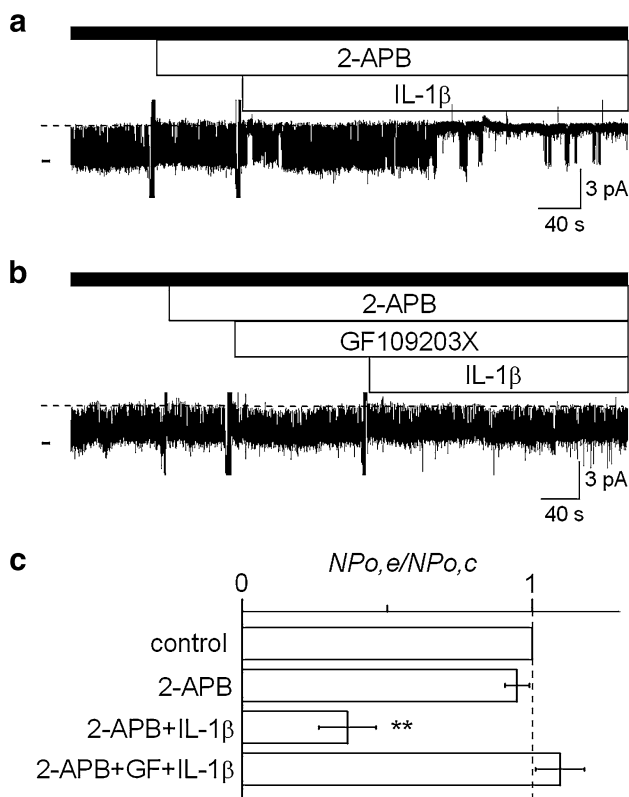 a
2-APB
IL-1β
3 pA
40 s
b
2-APB
GF109203X
IL-1β
3 pA
40 s
c
NPo,e/NPo,c
0 1
control
2-APB
2-APB+IL-1β **
2-APB+GF+IL-1β